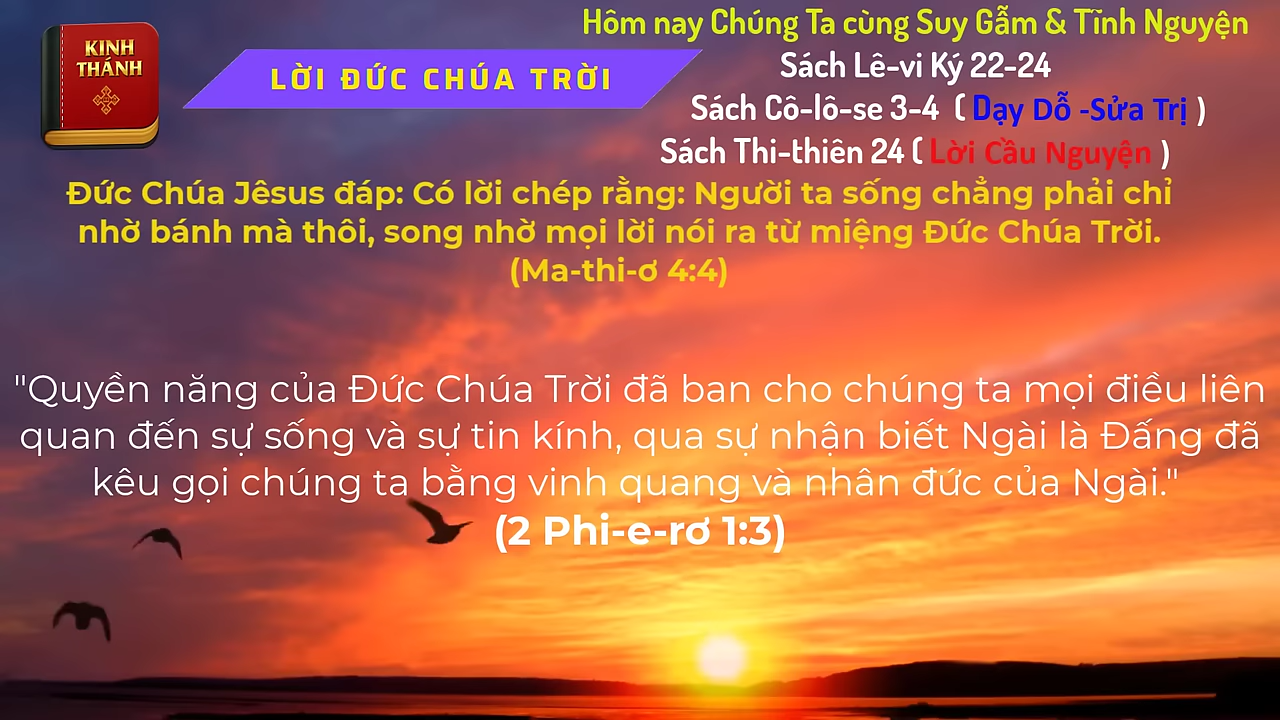 KINH
THÁNH
LỜI ĐỨC CHÚA TRỜI
Hôm nay Chúng Ta cùng Suy Gẫm & Tĩnh Nguyện
Sách Lê-vi Ký 22-24
Sách Cô-lô-se 3-4 ( Dạy Dỗ -Sửa Trị )
Sách Thi-thiên 24 ( Lời Cầu Nguyện )
Đức Chúa Jêsus đáp: Có lời chép rằng: Người ta sống chẳng phải chỉ
nhờ bánh mà thôi, song nhờ mọi lời nói ra từ miệng Đức Chúa Trời.
(Ma-thi-ơ 4:4)
"Quyền năng của Đức Chúa Trời đã ban cho chúng ta mọi điều liên
quan đến sự sống và sự tin kính, qua sự nhận biết Ngài là Đấng đã
kêu gọi chúng ta bằng vinh quang và nhân đức của Ngài."
(2 Phi-e-rơ 1:3)